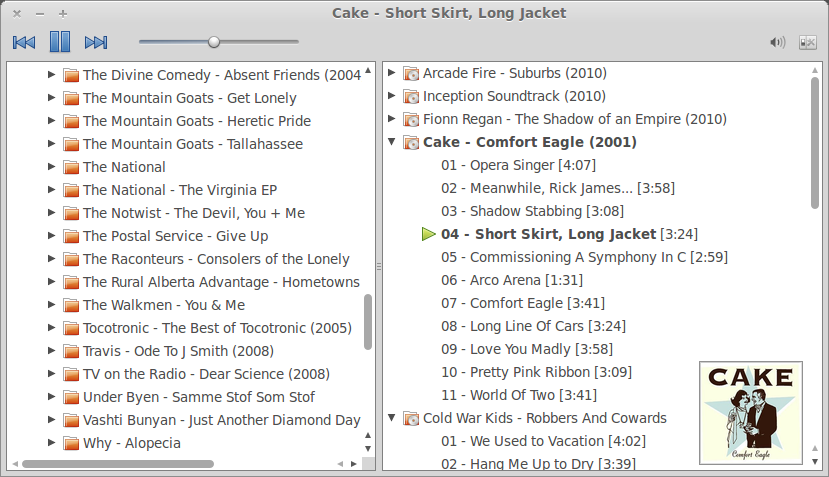 Cake - Short Skirt, Long Jacket
The Divine Comedy - Absent Friends (2004
The Mountain Goats - Get Lonely
The Mountain Goats - Heretic Pride
The Mountain Goats - Tallahassee
The National
The National - The Virginia EP
The Notwist - The Devil, You + Me
The Postal Service - Give Up
The Raconteurs - Consolers of the Lonely
The Rural Alberta Advantage - Hometowns
The Walkmen - You & Me
Tocotronic - The Best of Tocotronic (2005)
Travis - Ode To J Smith (2008)
TV on the Radio - Dear Science (2008)
Under Byen - Samme Stof Som Stof
Vashti Bunyan - Just Another Diamond Day
Why - Alopecia
Arcade Fire - Suburbs (2010)
Inception Soundtrack (2010)
Fionn Regan - The Shadow of an Empire (2010)
Cake - Comfort Eagle (2001)
01 - Opera Singer [4:07]
02 - Meanwhile, Rick James... [3:58]
03 - Shadow Stabbing [3:08]
04 - Short Skirt, Long Jacket [3:24]
05 - Commissioning A Symphony In C [2:59]
06 - Arco Arena [1:31]
07 - Comfort Eagle [3:41]
08 - Long Line Of Cars [3:24]
09 - Love You Madly [3:58]
10 - Pretty Pink Ribbon [3:09]
11 - World Of Two [3:41]
Cold War Kids - Robbers And Cowards
01 - We Used to Vacation [4:02]
02 - Hang Me Up to Dry [3:39]
CAKE
Comfort Eagle